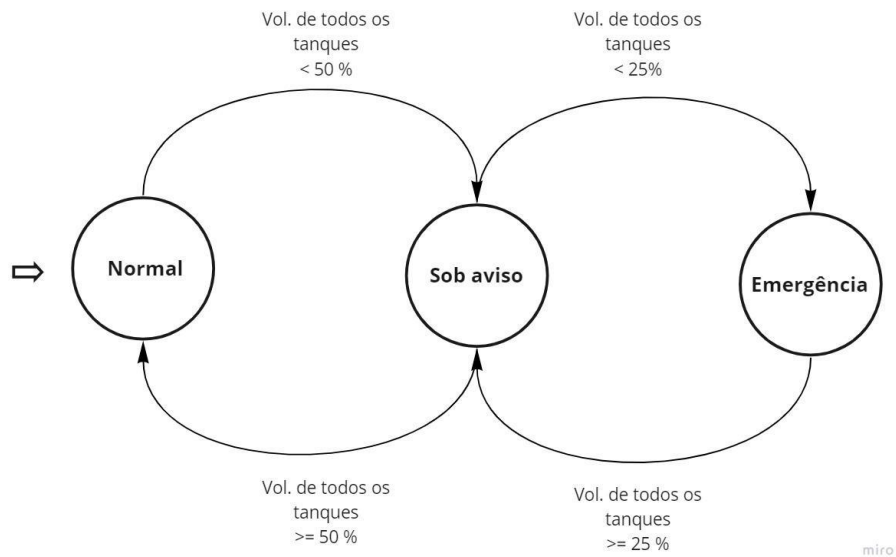 Vol. de todos os
tanques
< 50 %
Vol. de todos os
tanques
< 25%
Normal
Sob aviso
Emergência
Vol. de todos os
tanques
>= 50 %
Vol. de todos os
tanques
>= 25 %
miro